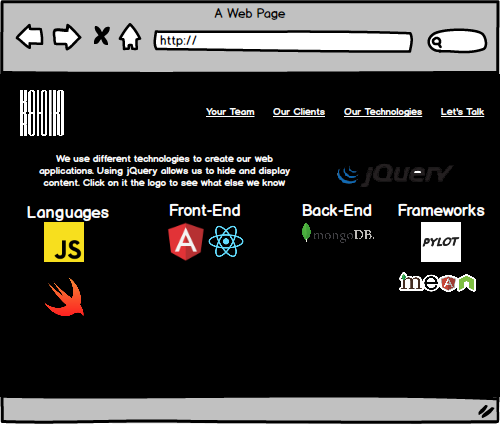 A Web Page
http://
Your Team Our Clients Our Technologies Let's Talk
We use different technologies to create our web
applications. Using jQuery allows us to hide and display
content. Click on it the logo to see what else we know
jQuery
Languages Front-End Back-End Frameworks
JS A mongoDB. PYLOT
mean